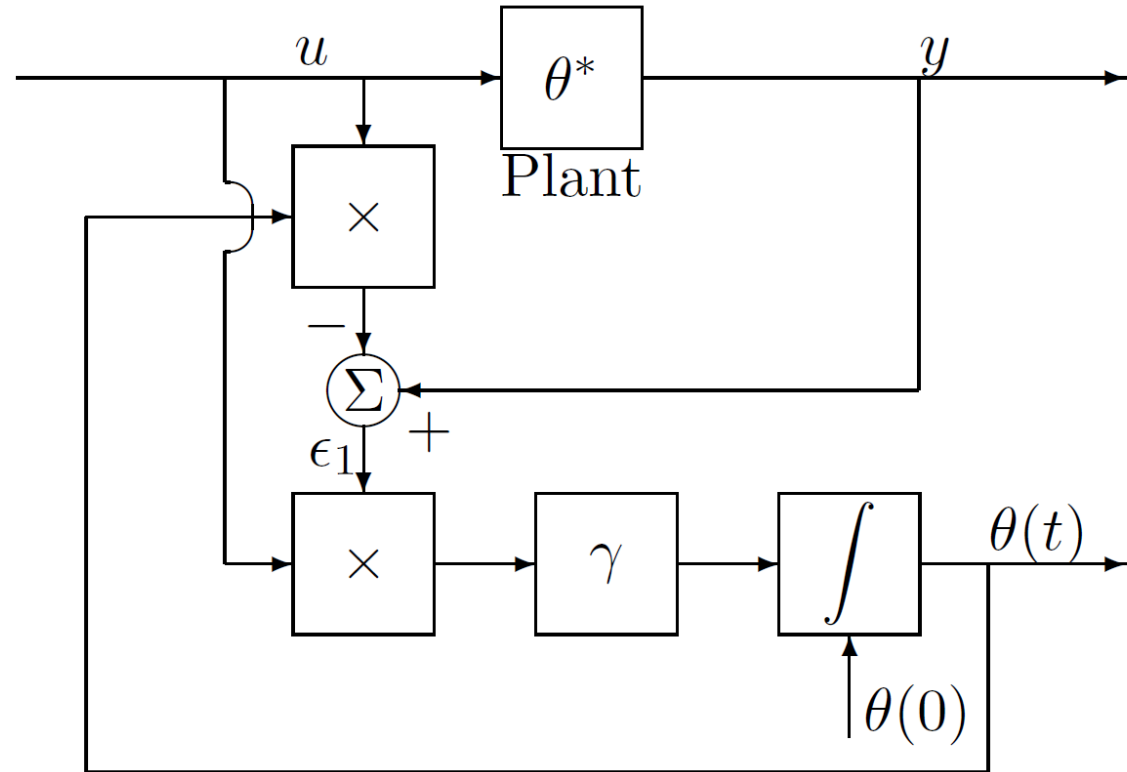 u
θ*
y
Plant
×
−
Σ
+
ϵ₁
×
γ
∫
θ(t)
θ(0)